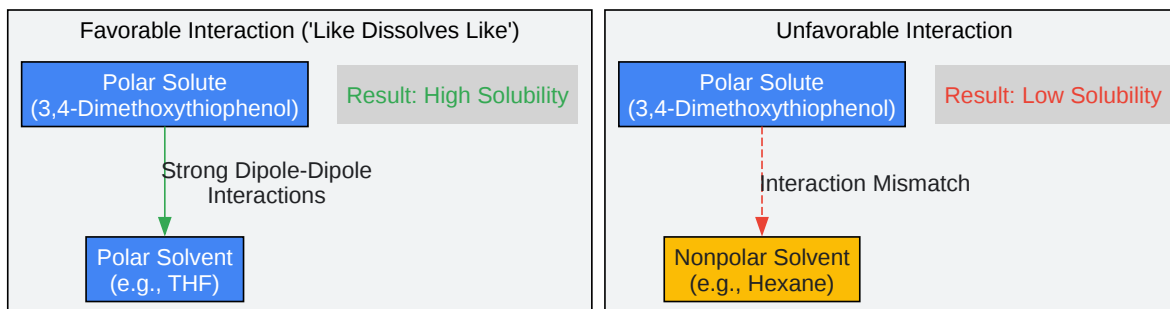 Favorable Interaction ('Like Dissolves Like')
Polar Solute
(3,4-Dimethoxythiophenol)
Result: High Solubility
Strong Dipole-Dipole
Interactions
Polar Solvent
(e.g., THF)
Unfavorable Interaction
Polar Solute
(3,4-Dimethoxythiophenol)
Result: Low Solubility
Interaction Mismatch
Nonpolar Solvent
(e.g., Hexane)